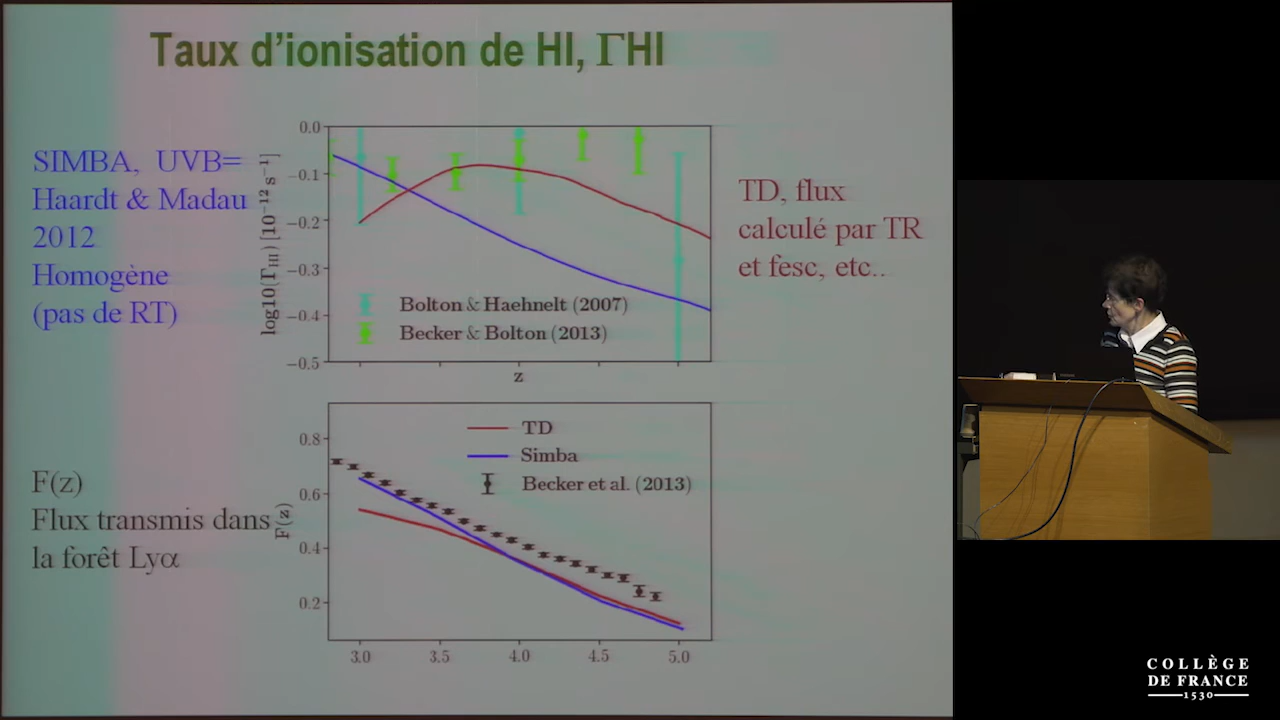 Taux d'ionisation de HI, ΓHI
SIMBA, UVB=
Haardt & Madau
2012
Homogène
(pas de RT)
log10(Γ_HI) [10⁻¹² s⁻¹]
0.0
−0.1
−0.2
−0.3
−0.4
−0.5
Bolton & Haehnelt (2007)
Becker & Bolton (2013)
z
TD, flux
calculé par TR
et fesc, etc..
F(z)
Flux transmis dans
la forêt Lyα
F(z)
0.8
0.6
0.4
0.2
TD
Simba
Becker et al. (2013)
3.0 3.5 4.0 4.5 5.0
COLLÈGE
DE FRANCE
1530